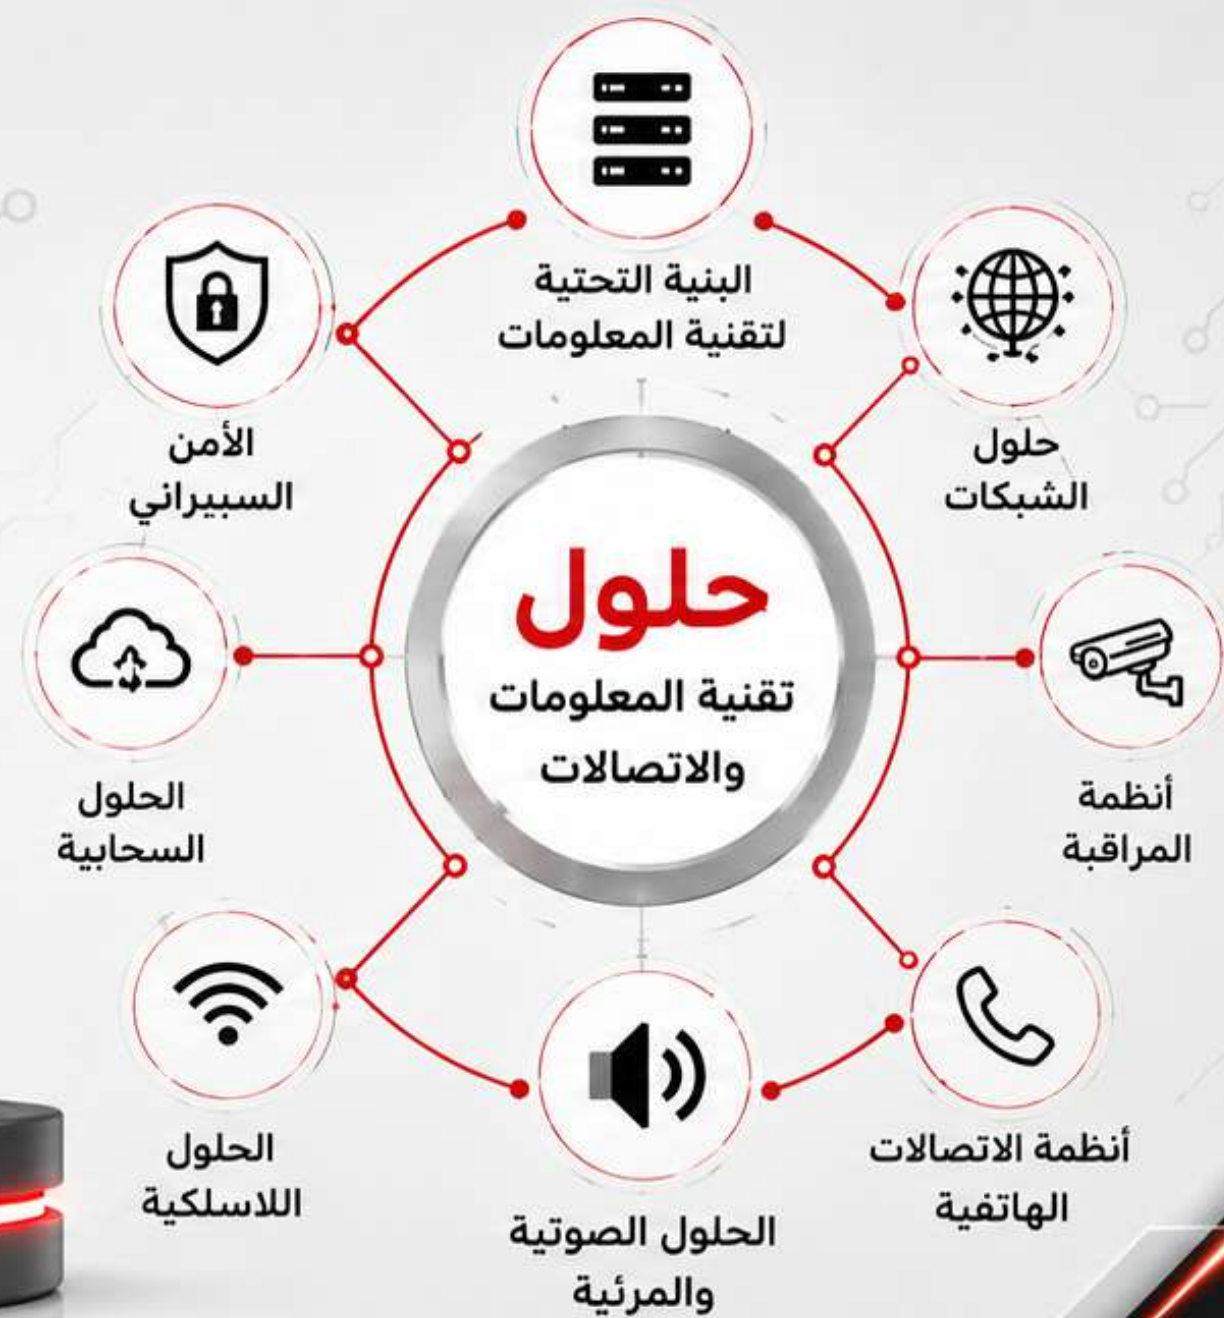 البنية التحتية
لتقنية المعلومات
حلول
الشبكات
الأمن
السبيراني
حلول
تقنية المعلومات
والاتصالات
أنظمة
المراقبة
الحلول
السحابية
أنظمة الاتصالات
الهاتفية
الحلول
اللاسلكية
الحلول الصوتية
والمرئية